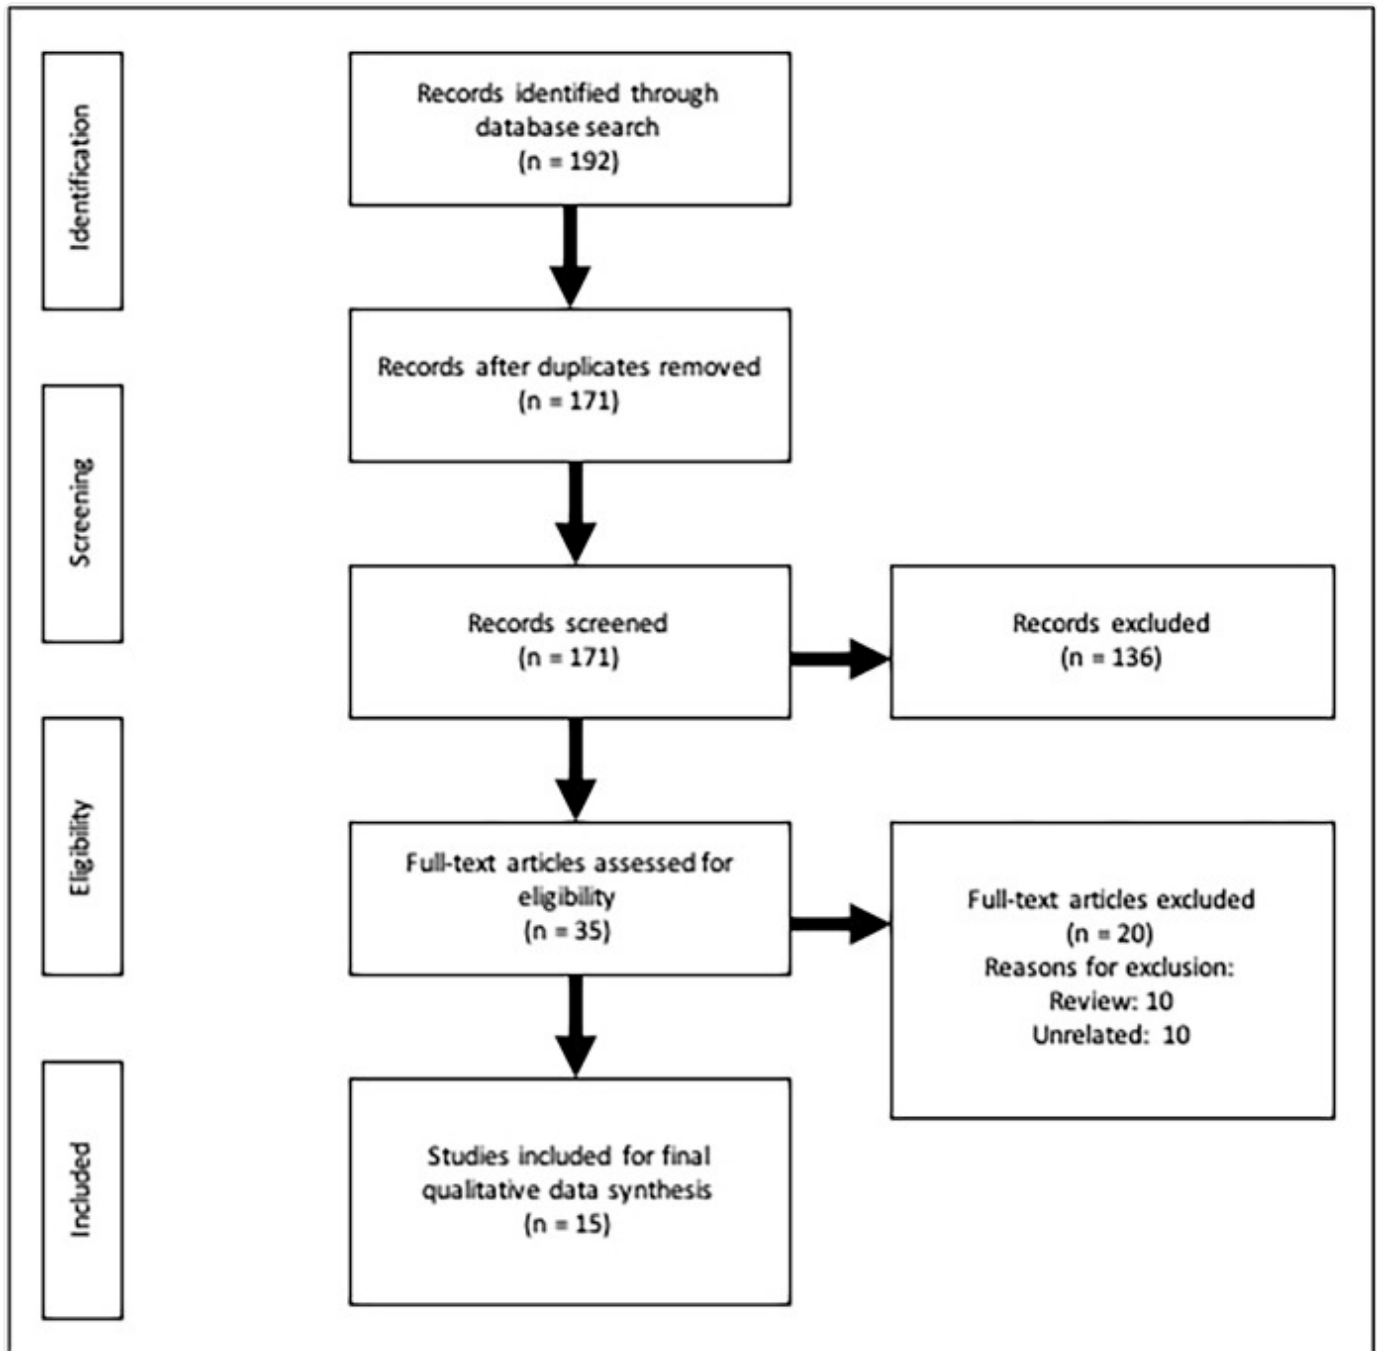 Identification
Records identified through
database search
(n = 192)
Records after duplicates removed
(n = 171)
Screening
Records screened
(n = 171)
Records excluded
(n = 136)
Eligibility
Full-text articles assessed for
eligibility
(n = 35)
Full-text articles excluded
(n = 20)
Reasons for exclusion:
Review: 10
Unrelated: 10
Included
Studies included for final
qualitative data synthesis
(n = 15)